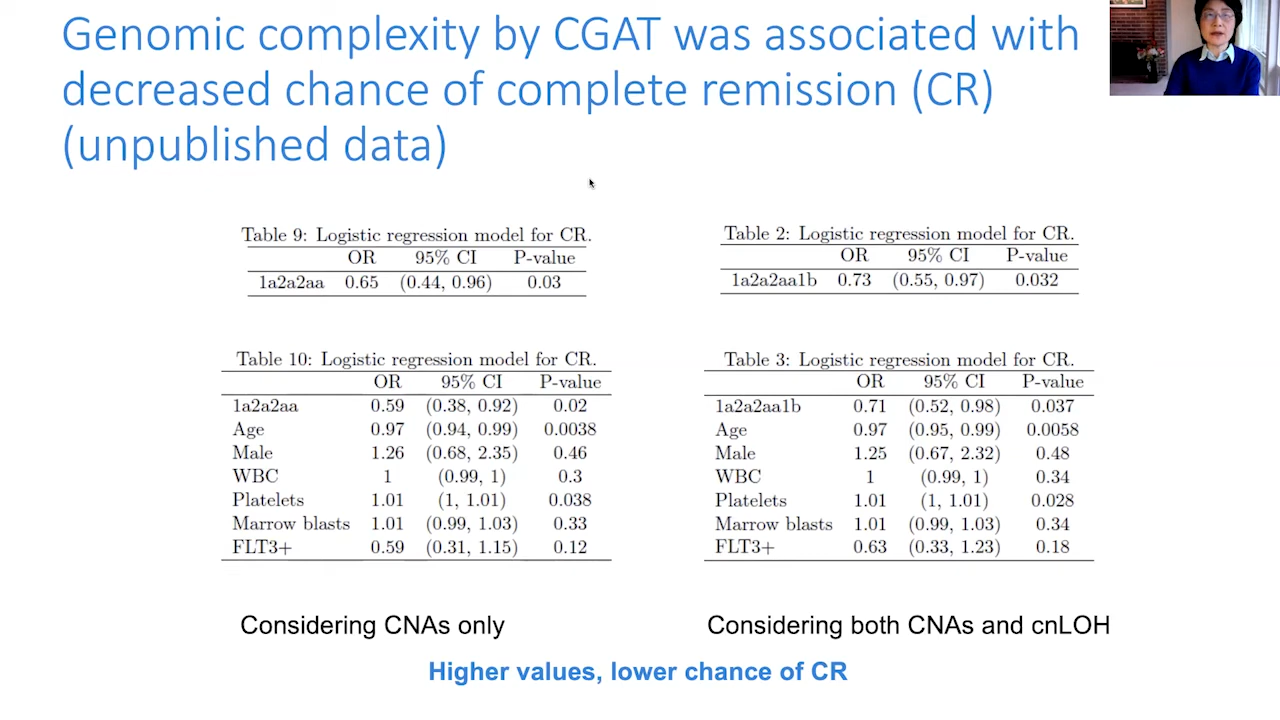 Genomic complexity by CGAT was associated with
decreased chance of complete remission (CR)
(unpublished data)
Table 9: Logistic regression model for CR.
OR 95% CI P-value
1a2a2aa 0.65 (0.44, 0.96) 0.03
Table 10: Logistic regression model for CR.
OR 95% CI P-value
1a2a2aa 0.59 (0.38, 0.92) 0.02
Age 0.97 (0.94, 0.99) 0.0038
Male 1.26 (0.68, 2.35) 0.46
WBC 1 (0.99, 1) 0.3
Platelets 1.01 (1, 1.01) 0.038
Marrow blasts 1.01 (0.99, 1.03) 0.33
FLT3+ 0.59 (0.31, 1.15) 0.12
Considering CNAs only
Table 2: Logistic regression model for CR.
OR 95% CI P-value
1a2a2aa1b 0.73 (0.55, 0.97) 0.032
Table 3: Logistic regression model for CR.
OR 95% CI P-value
1a2a2aa1b 0.71 (0.52, 0.98) 0.037
Age 0.97 (0.95, 0.99) 0.0058
Male 1.25 (0.67, 2.32) 0.48
WBC 1 (0.99, 1) 0.34
Platelets 1.01 (1, 1.01) 0.028
Marrow blasts 1.01 (0.99, 1.03) 0.34
FLT3+ 0.63 (0.33, 1.23) 0.18
Considering both CNAs and cnLOH
Higher values, lower chance of CR